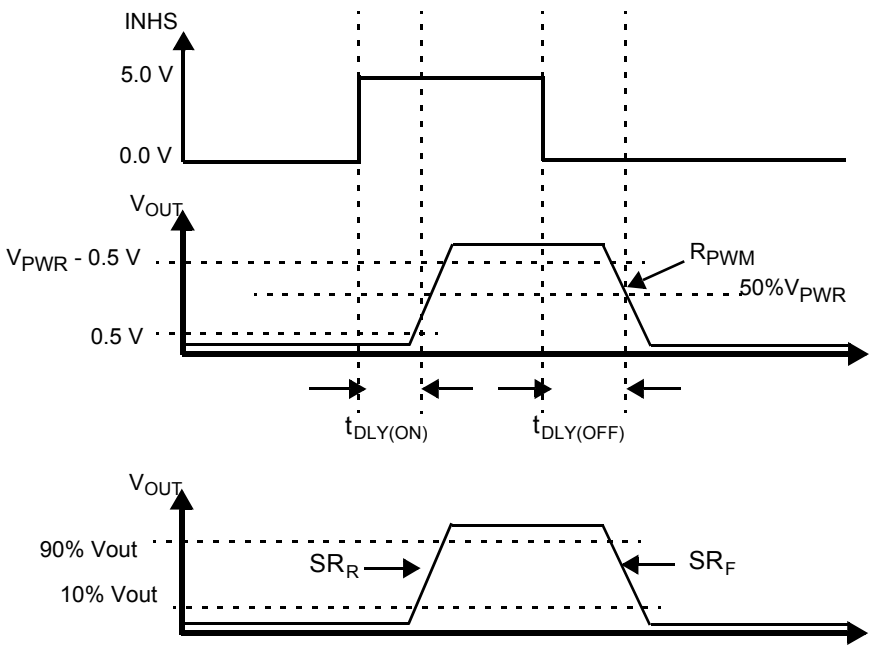 INHS
5.0 V
0.0 V
VOUT
VPWR - 0.5 V
RPWM
50%VPWR
0.5 V
tDLY(ON)
tDLY(OFF)
VOUT
90% Vout
SRR
SRF
10% Vout